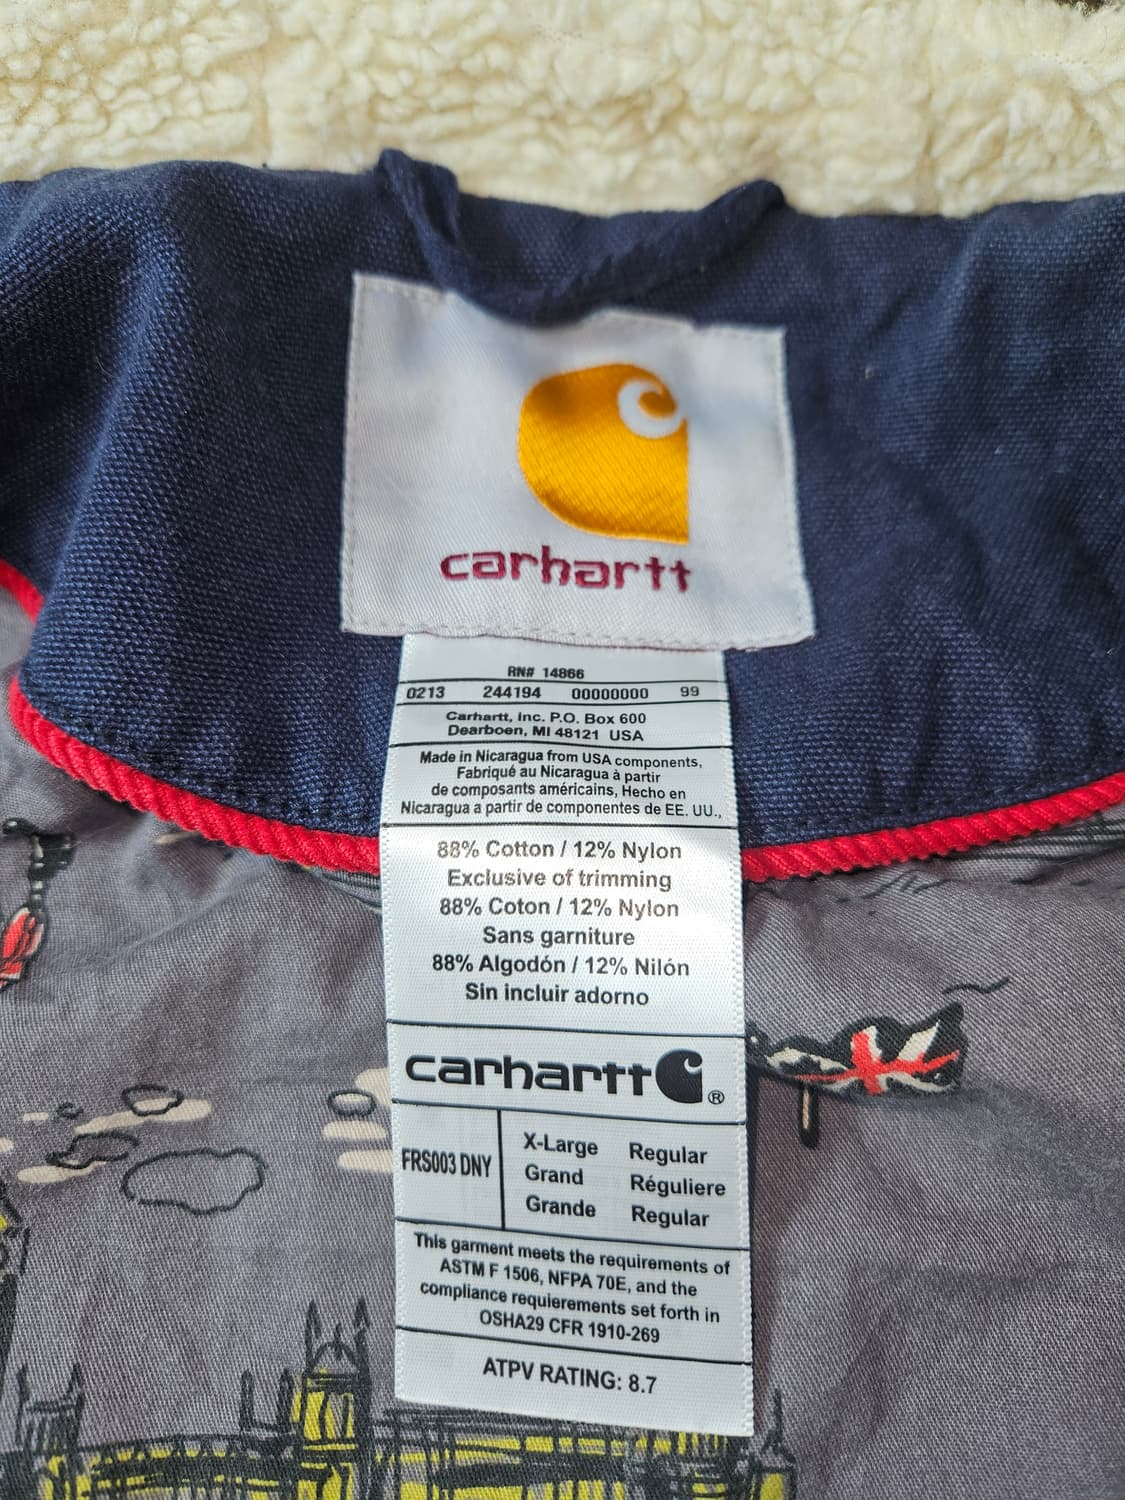 carhartt
RN# 14866
0213 244194 00000000 99
Carhartt, Inc. P.O. Box 600
Dearboen, MI 48121 USA
Made in Nicaragua from USA components,
Fabriqué au Nicaragua à partir
de composants américains, Hecho en
Nicaragua a partir de componentes de EE. UU.,
88% Cotton / 12% Nylon
Exclusive of trimming
88% Coton / 12% Nylon
Sans garniture
88% Algodón / 12% Nilón
Sin incluir adorno
carhartt ®
FRS003 DNY
X-Large Regular
Grand Réguliere
Grande Regular
This garment meets the requirements of
ASTM F 1506, NFPA 70E, and the
compliance requierements set forth in
OSHA29 CFR 1910-269
ATPV RATING: 8.7